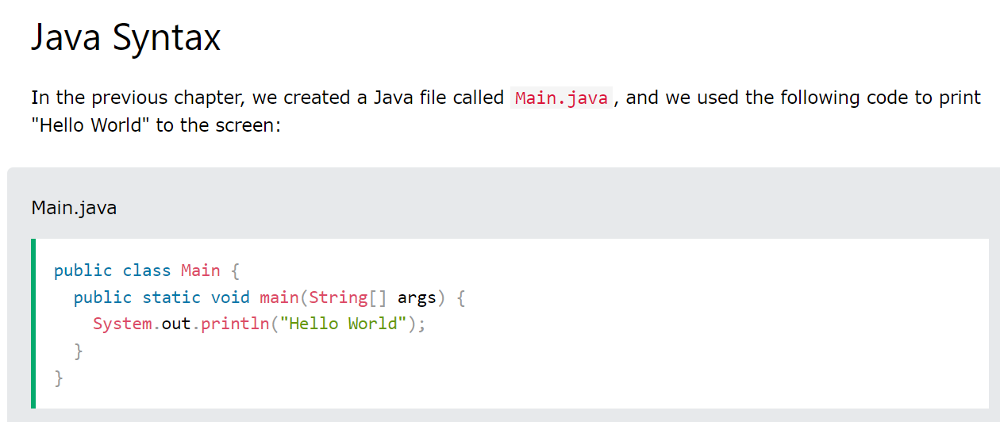 Java Syntax
In the previous chapter, we created a Java file called Main.java, and we used the following code to print
"Hello World" to the screen:
Main.java
public class Main {
  public static void main(String[] args) {
    System.out.println("Hello World");
  }
}